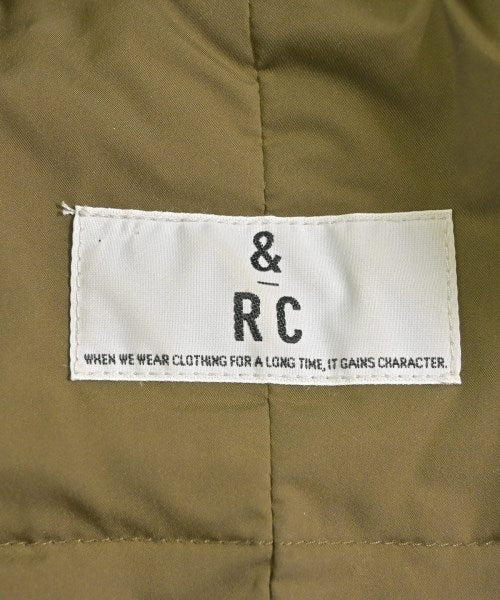 &
RC
WHEN WE WEAR CLOTHING FOR A LONG TIME, IT GAINS CHARACTER.